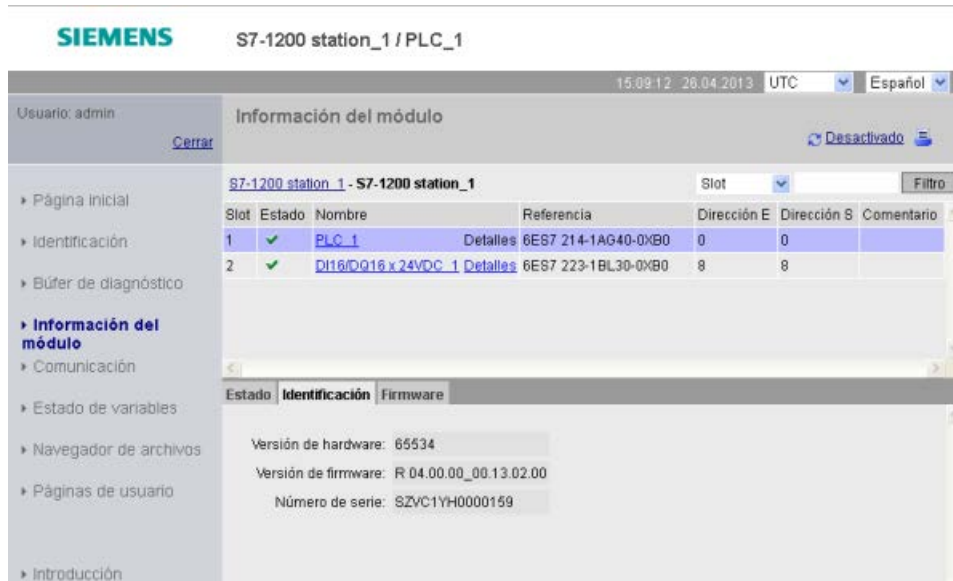 SIEMENS
S7-1200 station_1 / PLC_1
15:09:12 26.04.2013 UTC Español
Usuario: admin
Cerrar
Información del módulo
Desactivado
S7-1200 station_1 - S7-1200 station_1
Slot
Filtro
Slot Estado Nombre Referencia Dirección E Dirección S Comentario
1 PLC_1 Detalles 6ES7 214-1AG40-0XB0 0 0
2 DI16/DQ16 x 24VDC_1 Detalles 6ES7 223-1BL30-0XB0 8 8
Página inicial
Identificación
Búfer de diagnóstico
Información del
módulo
Comunicación
Estado de variables
Navegador de archivos
Páginas de usuario
Introducción
Estado Identificación Firmware
Versión de hardware: 65534
Versión de firmware: R 04.00.00_00.13.02.00
Número de serie: SZVC1YH0000159